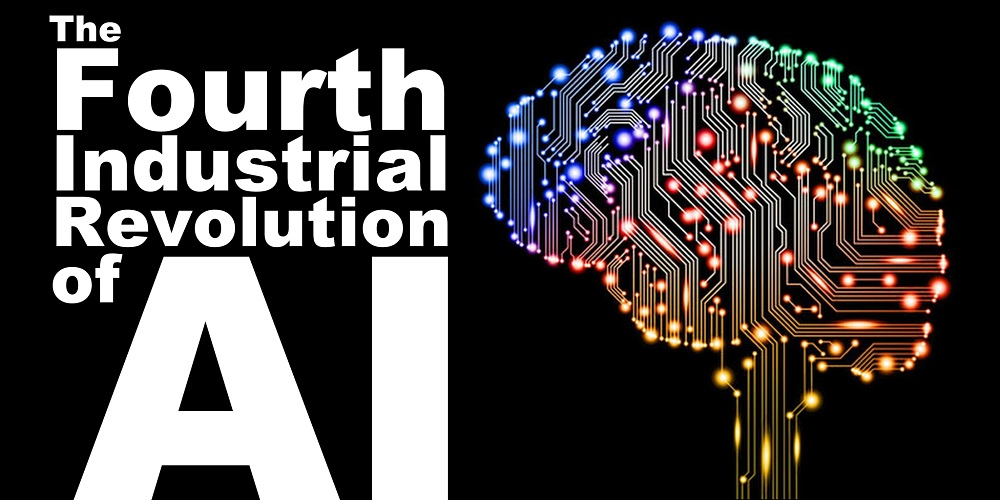 The
Fourth
Industrial
Revolution
of
AI